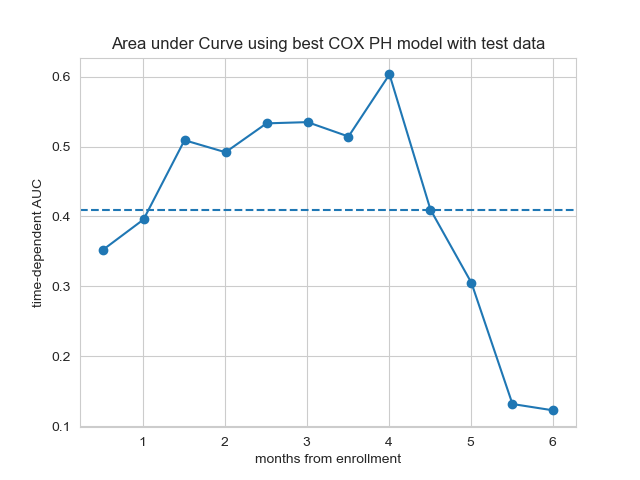 Area under Curve using best COX PH model with test data
time-dependent AUC
0.6
0.5
0.4
0.3
0.2
0.1
1 2 3 4 5 6
months from enrollment